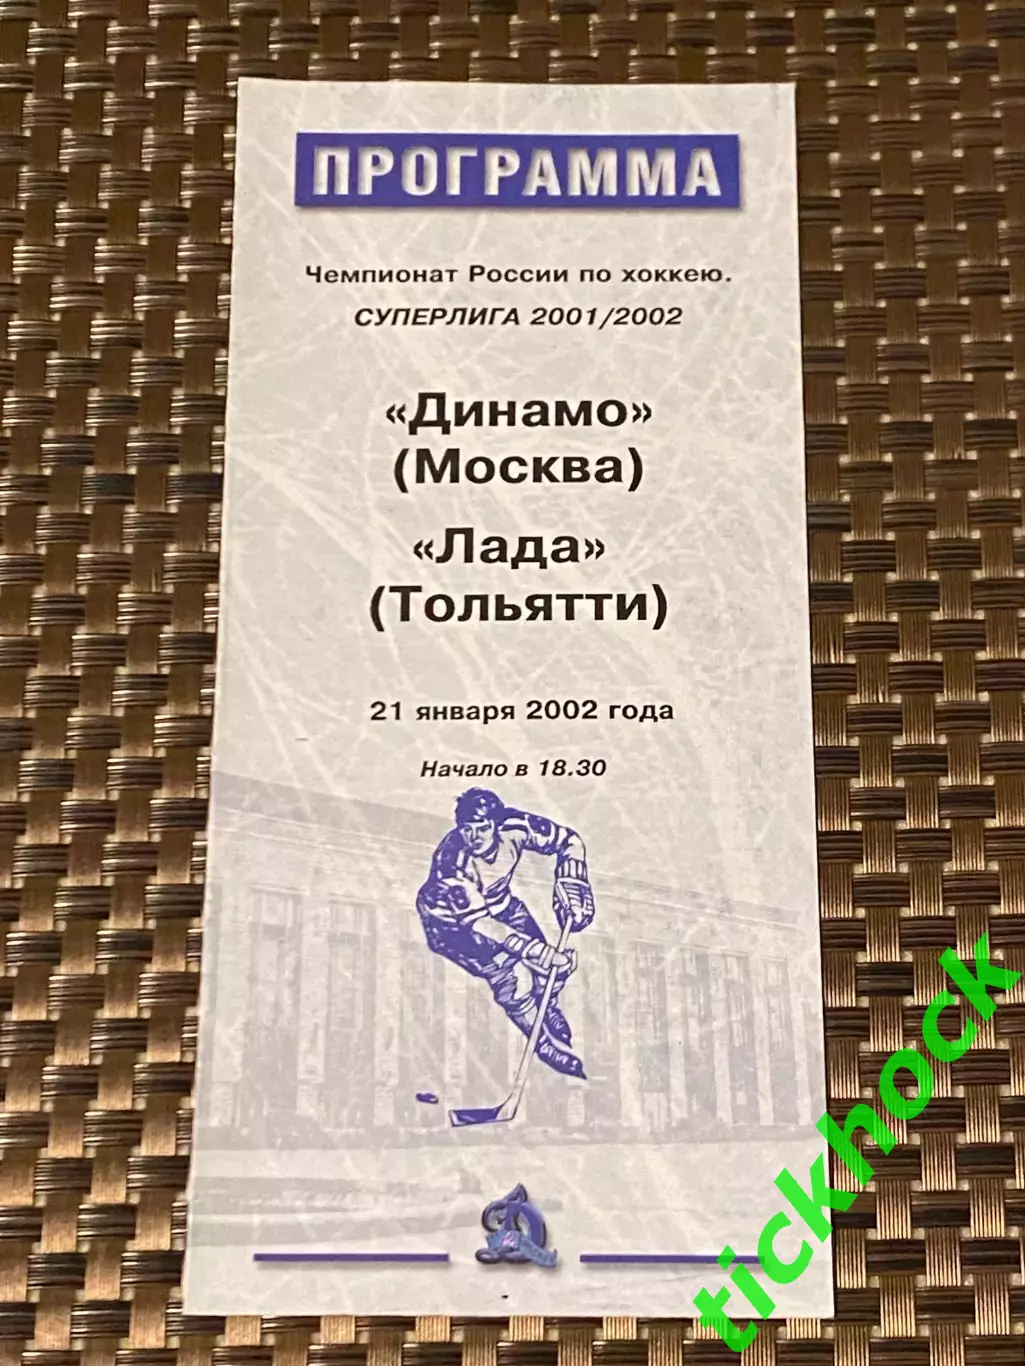 ПРОГРАММА
Чемпионат России по хоккею.
СУПЕРЛИГА 2001/2002
«Динамо»
(Москва)
«Лада»
(Тольятти)
21 января 2002 года
Начало в 18.30
tickhock